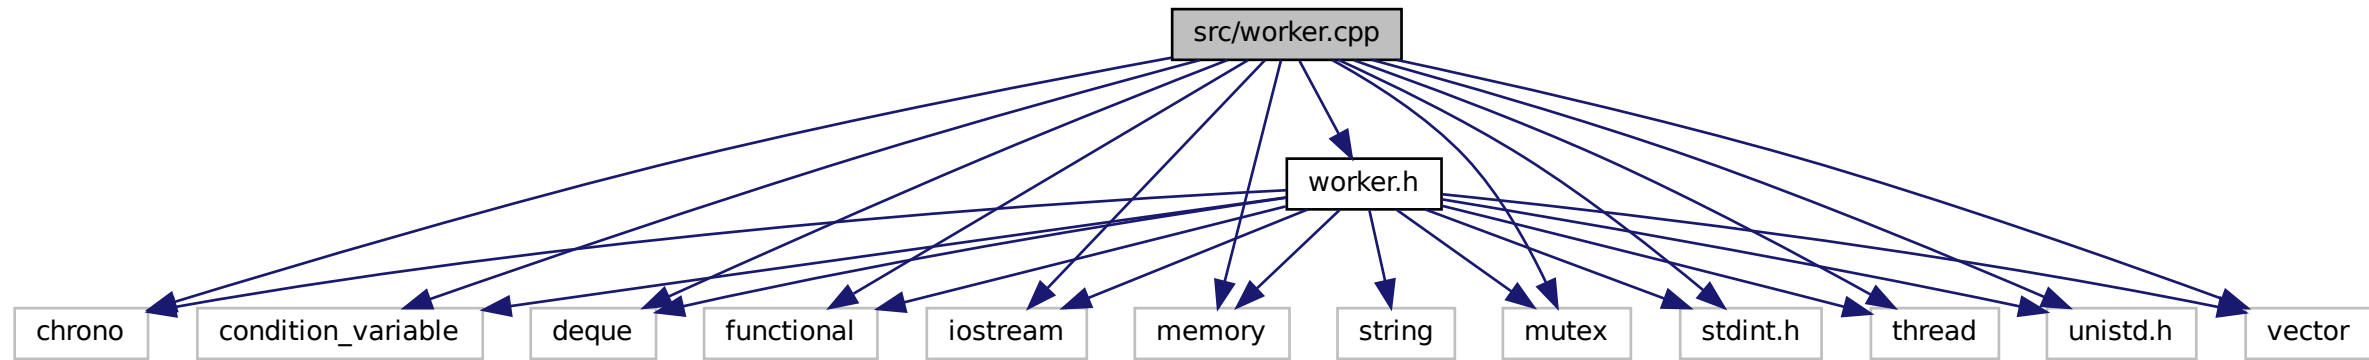 src/worker.cpp
worker.h
chrono
condition_variable
deque
functional
iostream
memory
string
mutex
stdint.h
thread
unistd.h
vector